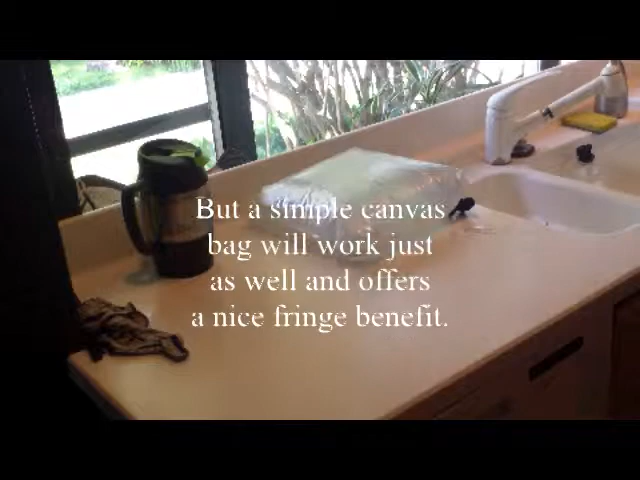 But a simple canvas
bag will work just
as well and offers
a nice fringe benefit.